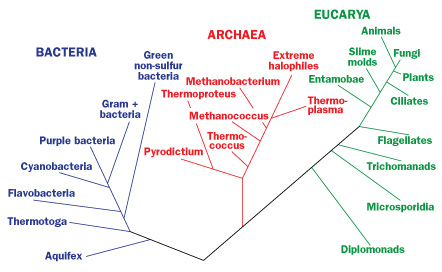 EUCARYA
Animals
ARCHAEA
BACTERIA
Green
non-sulfur
bacteria
Extreme
halophiles
Slime
molds
Fungi
Plants
Entamobae
Methanobacterium
Thermoproteus
Ciliates
Gram +
bacteria
Thermo-
plasma
Methanococcus
Purple bacteria
Thermo-
coccus
Flagellates
Pyrodictium
Cyanobacteria
Trichomanads
Flavobacteria
Microsporidia
Thermotoga
Diplomonads
Aquifex